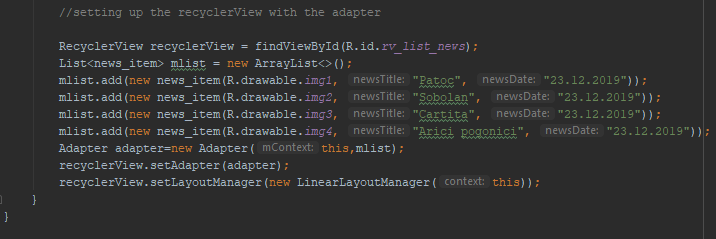 //setting up the recyclerView with the adapter
RecyclerView recyclerView = findViewById(R.id.rv_list_news);
List<news_item> mlist = new ArrayList<>();
mlist.add(new news_item(R.drawable.img1, newsTitle: "Patoc", newsDate: "23.12.2019"));
mlist.add(new news_item(R.drawable.img2, newsTitle: "Sobolan", newsDate: "23.12.2019"));
mlist.add(new news_item(R.drawable.img3, newsTitle: "Cartita", newsDate: "23.12.2019"));
mlist.add(new news_item(R.drawable.img4, newsTitle: "Arici pogonici", newsDate: "23.12.2019"));
Adapter adapter=new Adapter( mContext: this,mlist);
recyclerView.setAdapter(adapter);
recyclerView.setLayoutManager(new LinearLayoutManager( context: this));
}
}